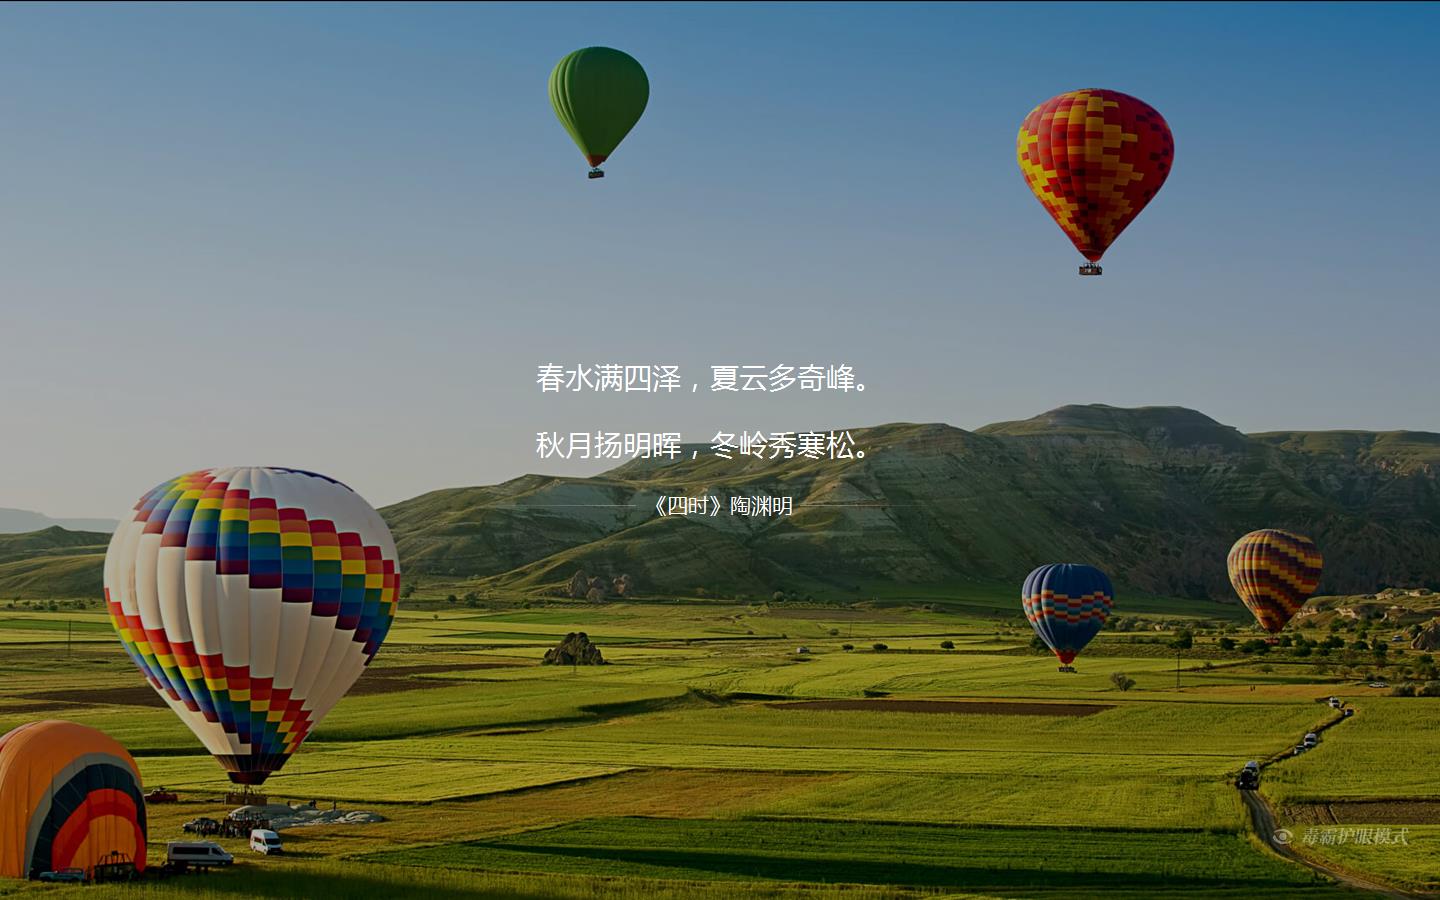 春水满四泽，夏云多奇峰。
秋月扬明晖，冬岭秀寒松。
《四时》陶渊明
毒霸护眼模式